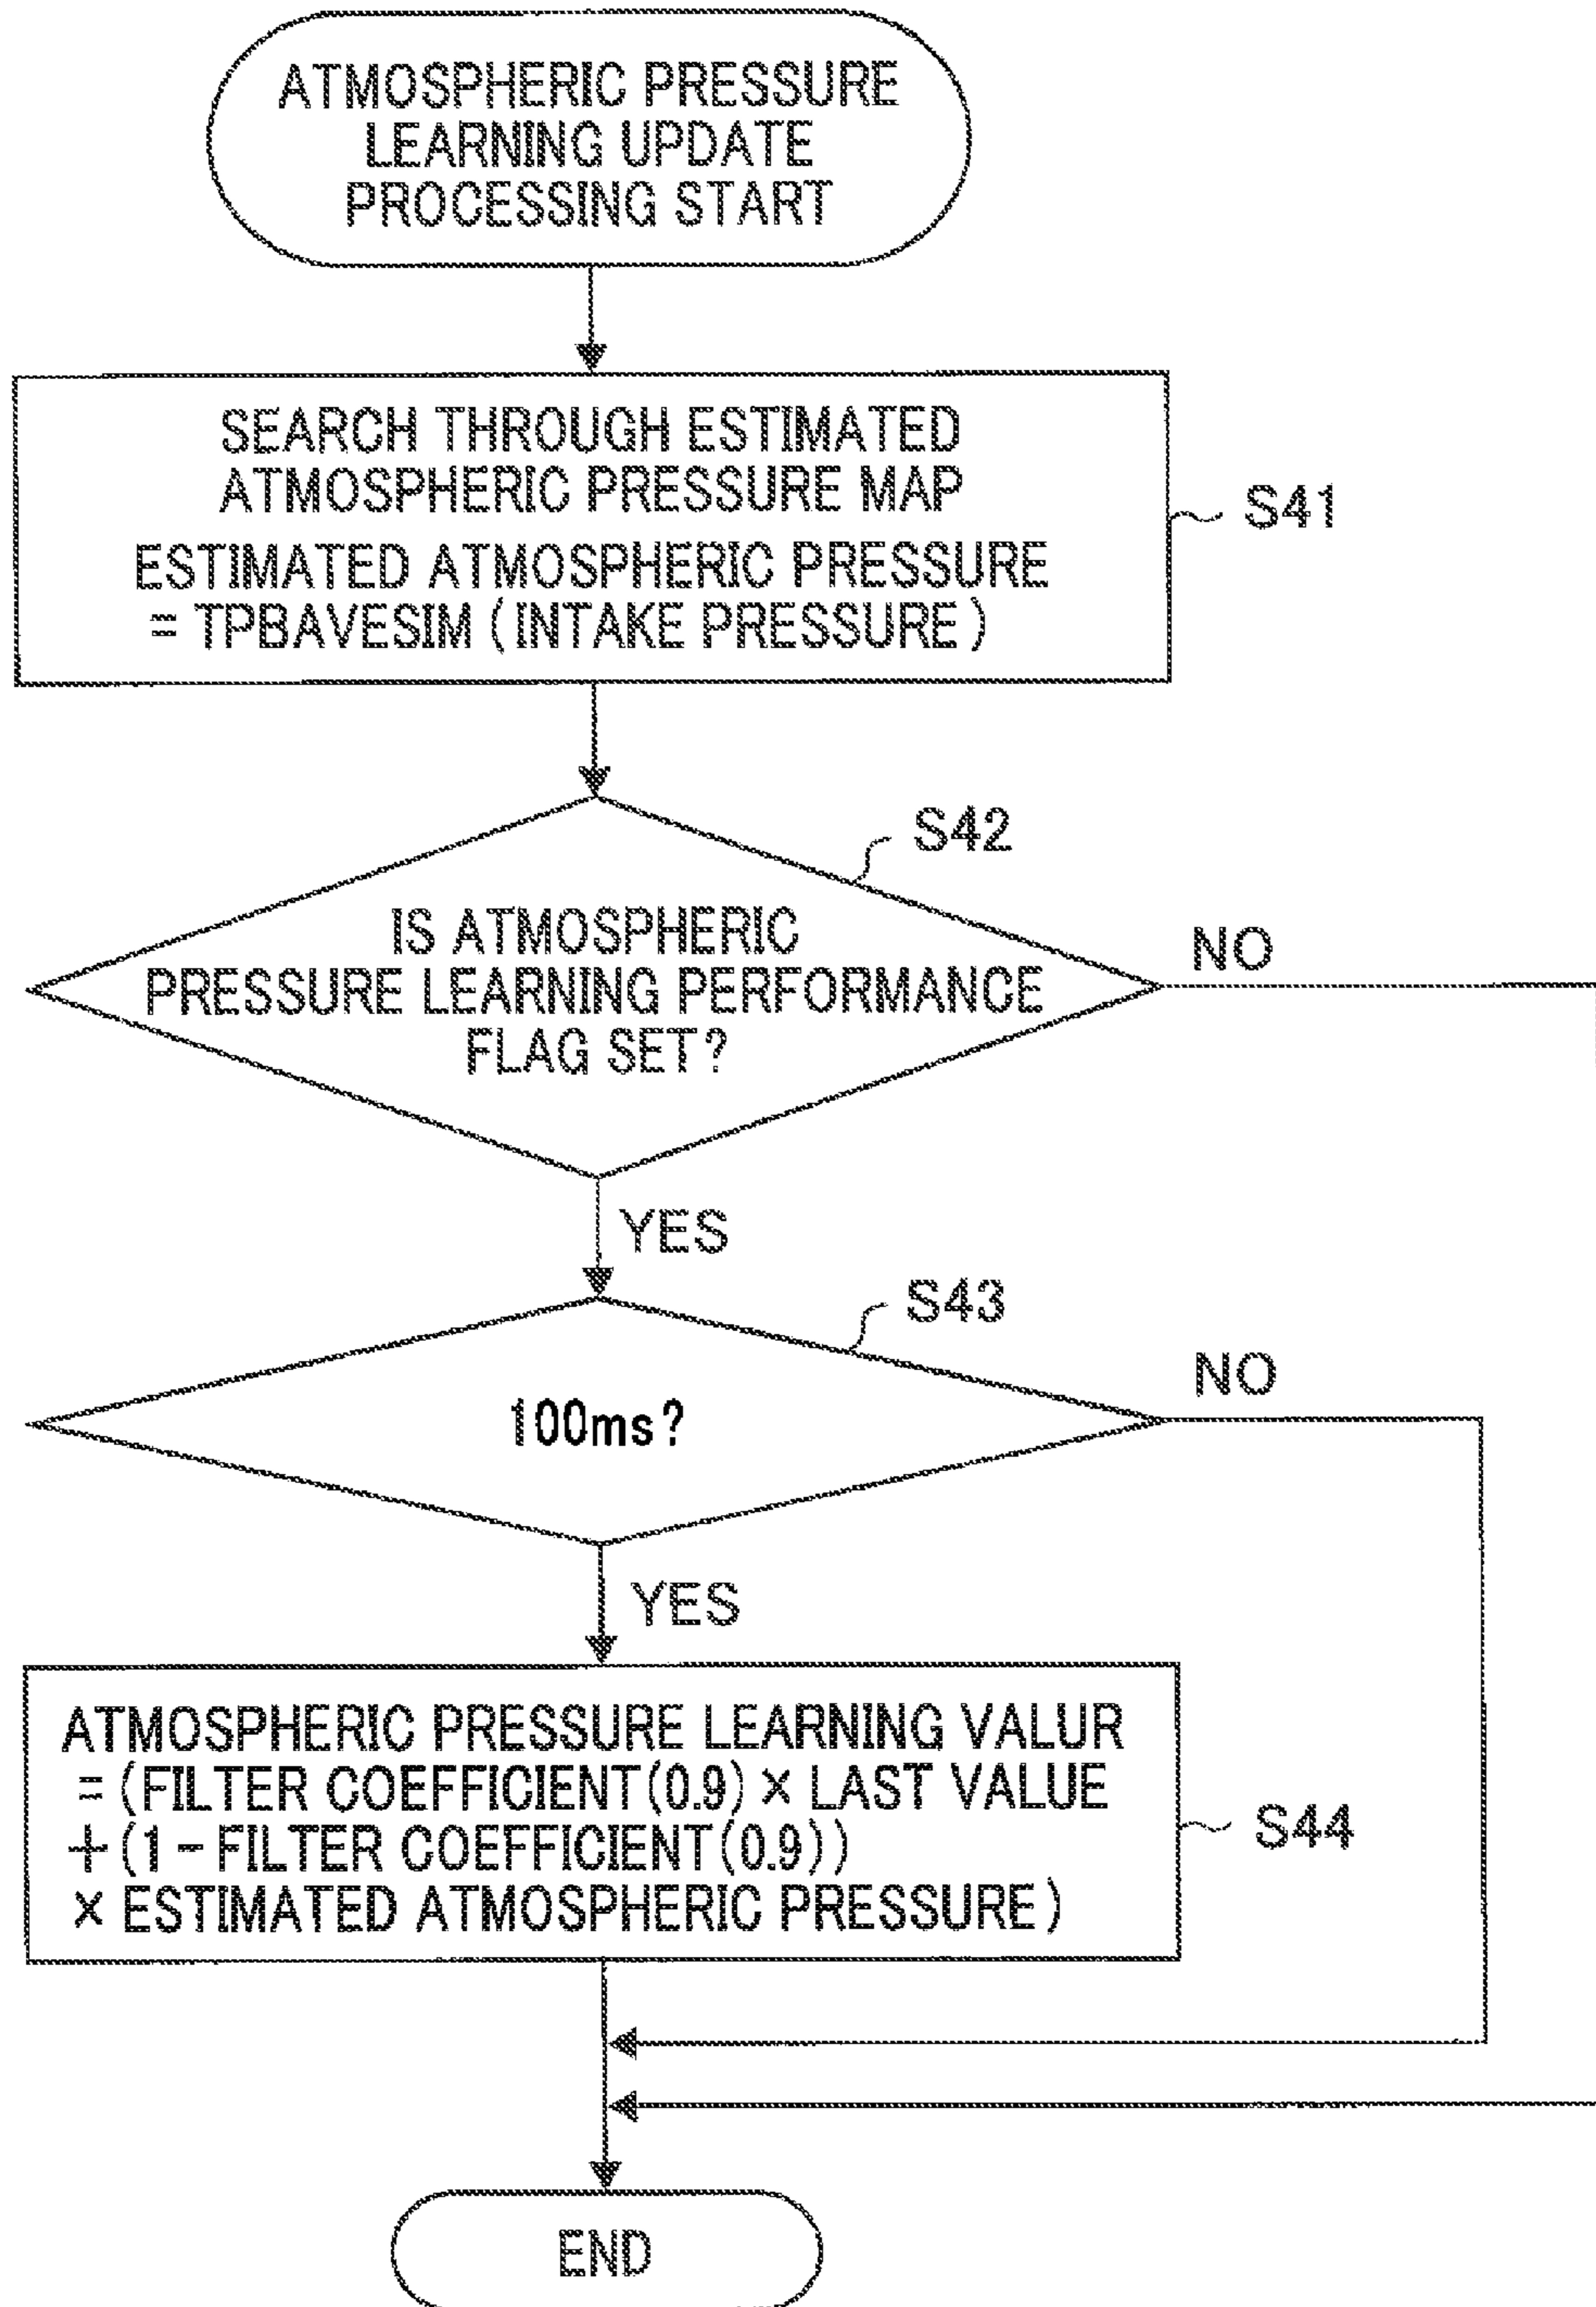 ATMOSPHERIC PRESSURE
LEARNING UPDATE
PROCESSING START
SEARCH THROUGH ESTIMATED
ATMOSPHERIC PRESSURE MAP
ESTIMATED ATMOSPHERIC PRESSURE
= TPBAVESIM (INTAKE PRESSURE)
S41
S42
IS ATMOSPHERIC
PRESSURE LEARNING PERFORMANCE
FLAG SET?
NO
YES
S43
100ms?
NO
YES
ATMOSPHERIC PRESSURE LEARNING VALUR
= (FILTER COEFFICIENT(0.9) × LAST VALUE
+ (1 - FILTER COEFFICIENT(0.9))
× ESTIMATED ATMOSPHERIC PRESSURE)
S44
END